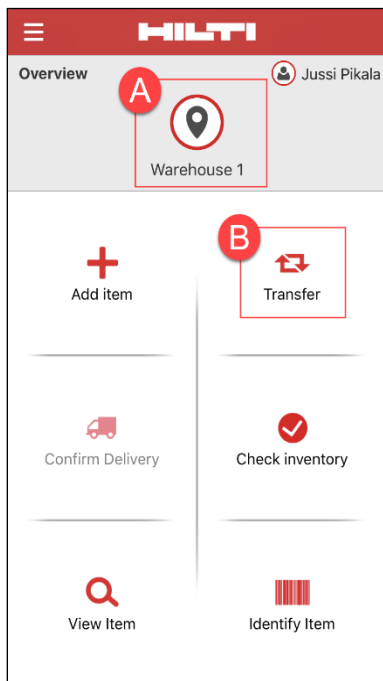 HILTI
Overview
Jussi Pikala
A
Warehouse 1
B
Add item
Transfer
Confirm Delivery
Check inventory
View Item
Identify Item